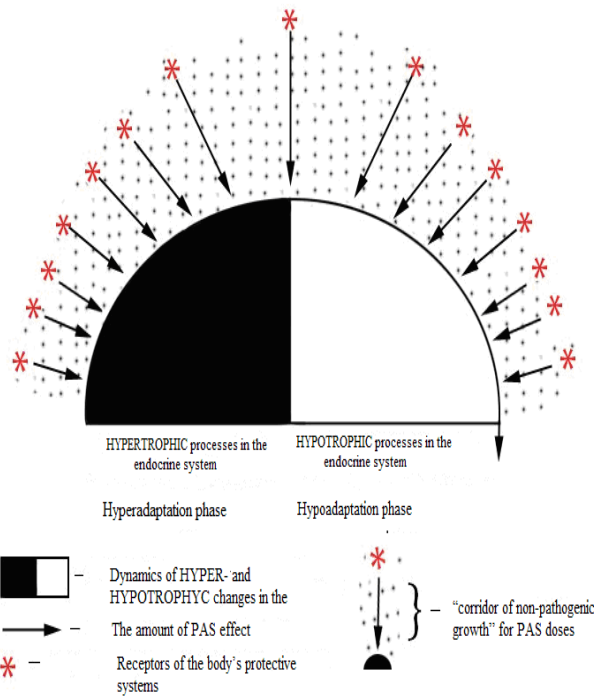 HYPERTROPHIC processes in the
endocrine system
HYPOTROPHIC processes in the
endocrine system
Hyperadaptation phase
Hypoadaptation phase
– Dynamics of HYPER- and
HYPOTROPHYC changes in the
– The amount of PAS effect
– Receptors of the body's protective
systems
– “corridor of non-pathogenic
growth” for PAS doses